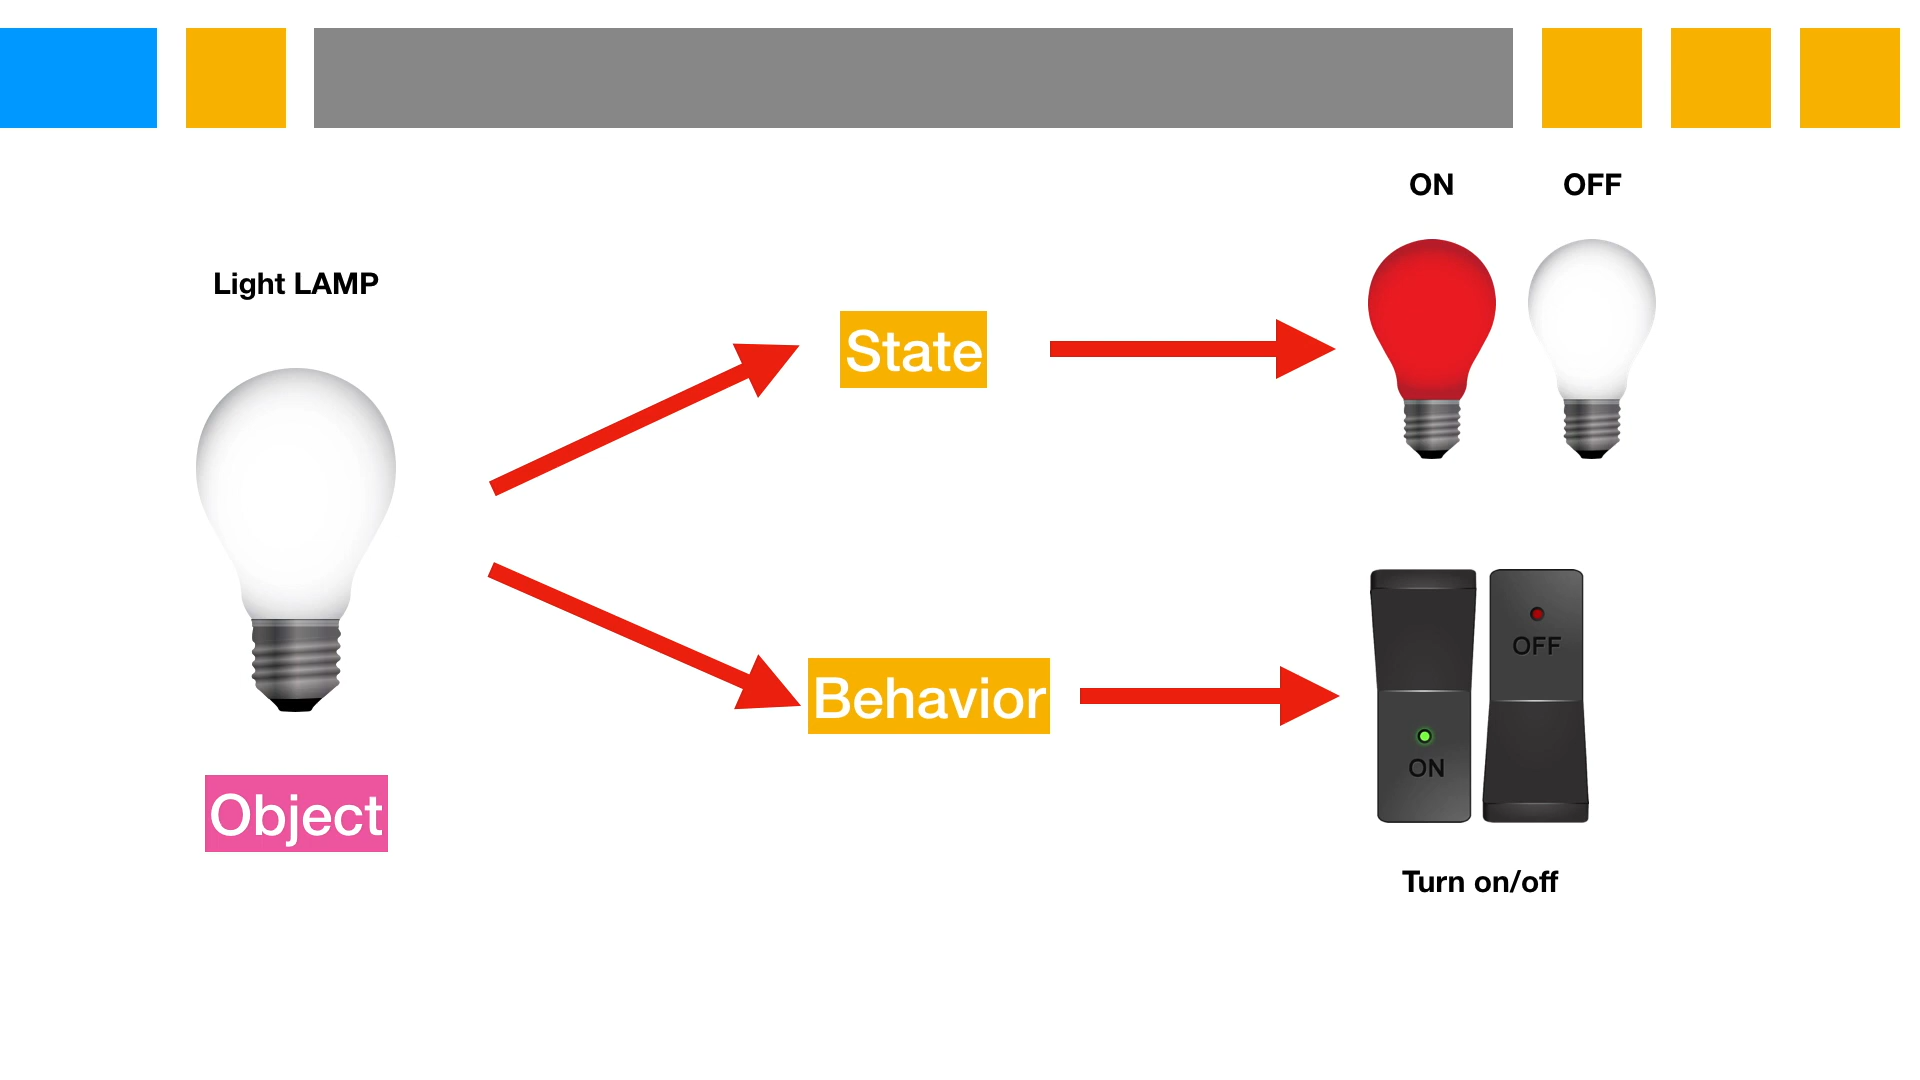 ON
OFF
Light LAMP
State
Behavior
OFF
ON
Object
Turn on/off